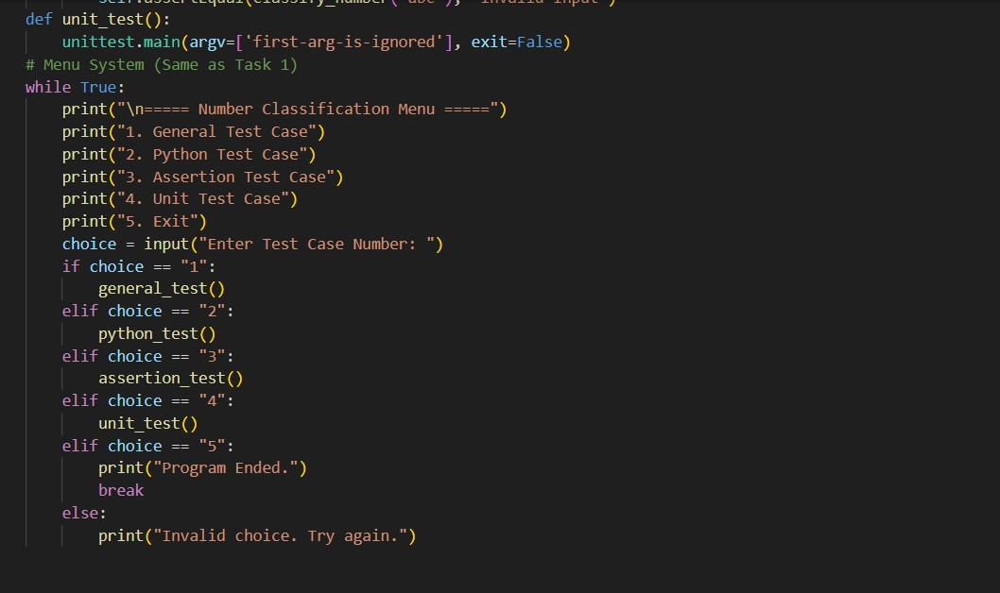 self.assertEqual(classify_number("abc"), "Invalid Input")
def unit_test():
    unittest.main(argv=['first-arg-is-ignored'], exit=False)
# Menu System (Same as Task 1)
while True:
    print("\n===== Number Classification Menu =====")
    print("1. General Test Case")
    print("2. Python Test Case")
    print("3. Assertion Test Case")
    print("4. Unit Test Case")
    print("5. Exit")
    choice = input("Enter Test Case Number: ")
    if choice == "1":
        general_test()
    elif choice == "2":
        python_test()
    elif choice == "3":
        assertion_test()
    elif choice == "4":
        unit_test()
    elif choice == "5":
        print("Program Ended.")
        break
    else:
        print("Invalid choice. Try again.")